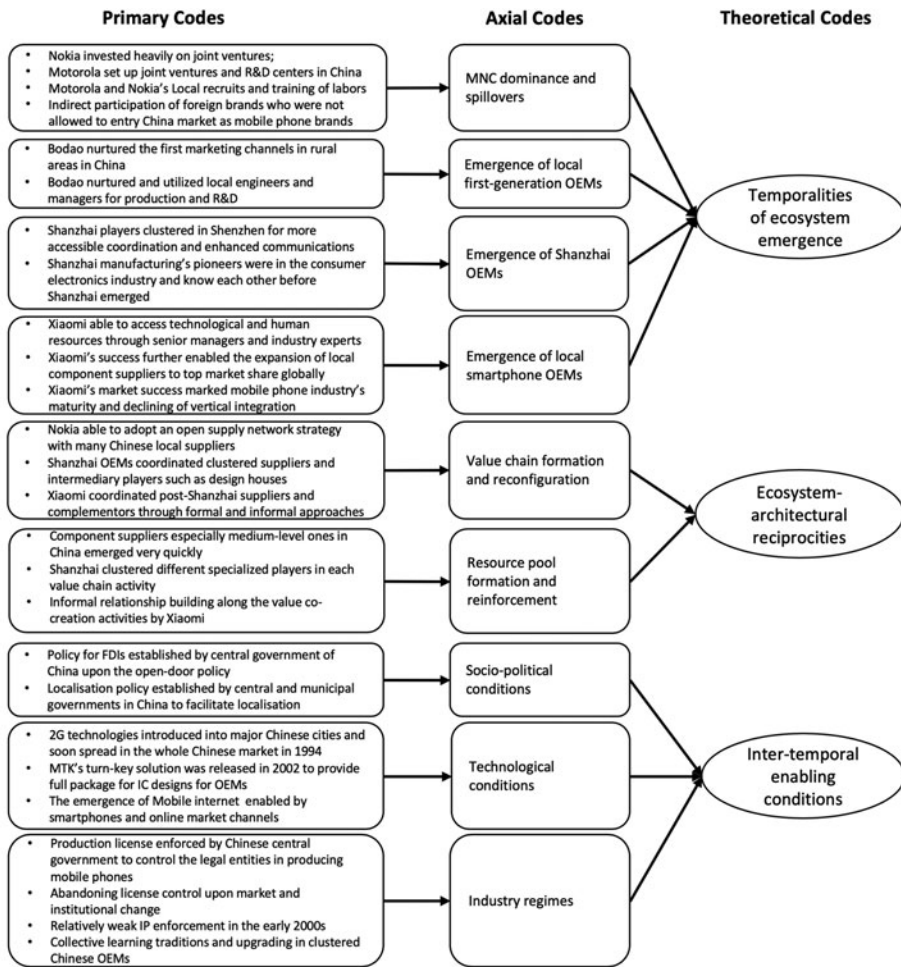 Primary Codes
Axial Codes
Theoretical Codes
• Nokia invested heavily on joint ventures;
• Motorola set up joint ventures and R&D centers in China
• Motorola and Nokia's Local recruits and training of labors
• Indirect participation of foreign brands who were not
allowed to entry China market as mobile phone brands
MNC dominance and
spillovers
• Bodao nurtured the first marketing channels in rural
areas in China
• Bodao nurtured and utilized local engineers and
managers for production and R&D
Emergence of local
first-generation OEMs
• Shanzhai players clustered in Shenzhen for more
accessible coordination and enhanced communications
• Shanzhai manufacturing's pioneers were in the consumer
electronics industry and know each other before
Shanzhai emerged
Emergence of Shanzhai
OEMs
• Xiaomi able to access technological and human
resources through senior managers and industry experts
• Xiaomi's success further enabled the expansion of local
component suppliers to top market share globally
• Xiaomi's market success marked mobile phone industry's
maturity and declining of vertical integration
Emergence of local
smartphone OEMs
Temporalities
of ecosystem
emergence
• Nokia able to adopt an open supply network strategy
with many Chinese local suppliers
• Shanzhai OEMs coordinated clustered suppliers and
intermediary players such as design houses
• Xiaomi coordinated post-Shanzhai suppliers and
complementors through formal and informal approaches
Value chain formation
and reconfiguration
• Component suppliers especially medium-level ones in
China emerged very quickly
• Shanzhai clustered different specialized players in each
value chain activity
• Informal relationship building along the value co-
creation activities by Xiaomi
Resource pool
formation and
reinforcement
Ecosystem-
architectural
reciprocities
• Policy for FDIs established by central government of
China upon the open-door policy
• Localisation policy established by central and municipal
governments in China to facilitate localisation
Socio-political
conditions
• 2G technologies introduced into major Chinese cities and
soon spread in the whole Chinese market in 1994
• MTK's turn-key solution was released in 2002 to provide
full package for IC designs for OEMs
• The emergence of Mobile internet enabled by
smartphones and online market channels
Technological
conditions
• Production license enforced by Chinese central
government to control the legal entities in producing
mobile phones
• Abandoning license control upon market and
institutional change
• Relatively weak IP enforcement in the early 2000s
• Collective learning traditions and upgrading in clustered
Chinese OEMs
Industry regimes
Inter-temporal
enabling
conditions